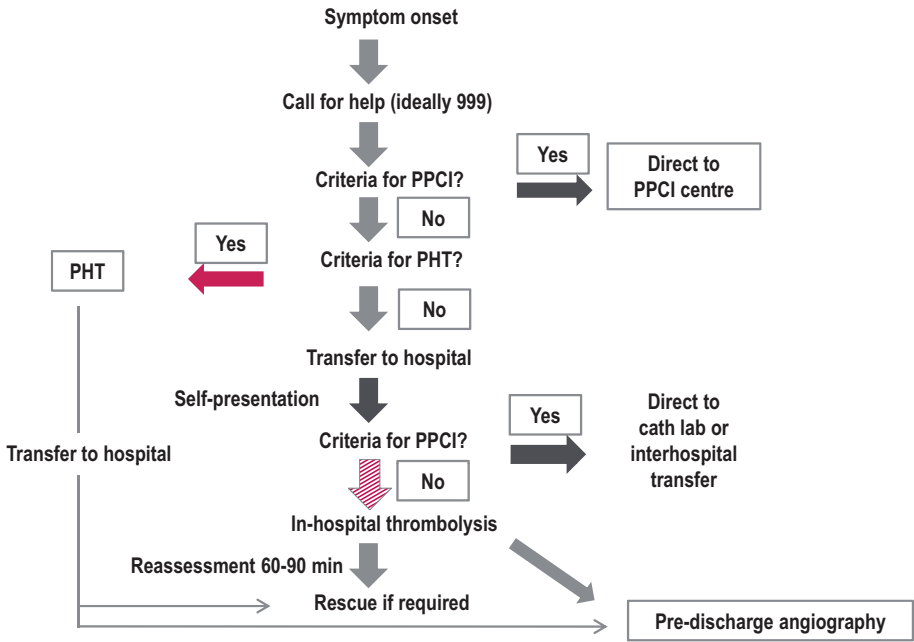 Symptom onset
Call for help (ideally 999)
Criteria for PPCI?
Yes
Direct to
PPCI centre
No
Yes
PHT
Criteria for PHT?
No
Transfer to hospital
Self-presentation
Yes
Direct to
cath lab or
interhospital
transfer
Criteria for PPCI?
Transfer to hospital
No
In-hospital thrombolysis
Reassessment 60-90 min
Rescue if required
Pre-discharge angiography